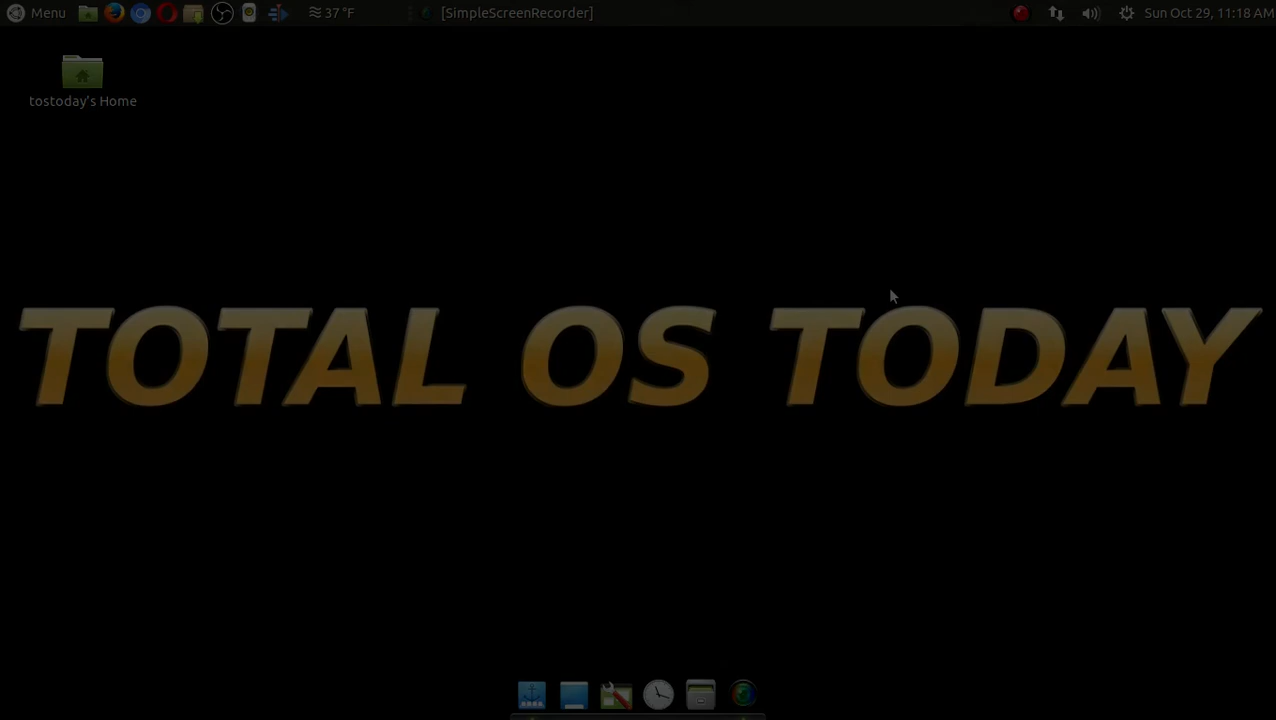 Menu 37 °F [SimpleScreenRecorder] Sun Oct 29, 11:18 AM
tostoday's Home
TOTAL OS TODAY